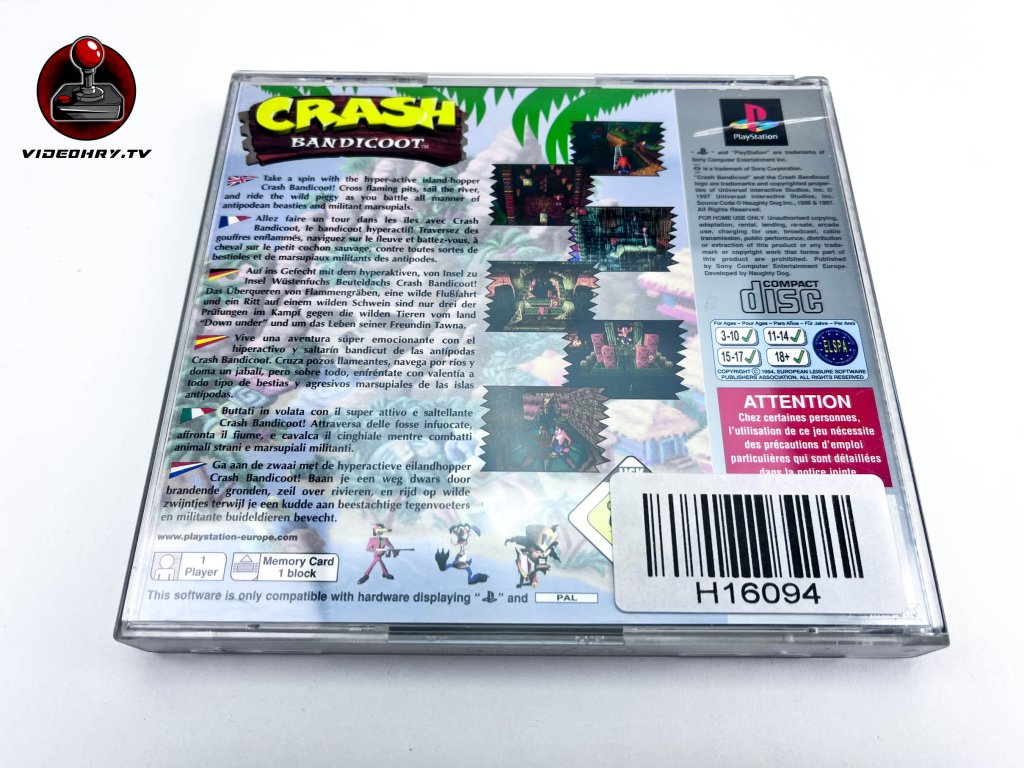 VIDEOHRY.TV
CRASH
BANDICOOT™
Take a spin with the hyper-active island-hopper
Crash Bandicoot! Cross flaming pits, sail the river,
and ride the wild piggy as you battle all manner of
antipodean beasties and militant marsupials.
Allez faire un tour dans les îles avec Crash
Bandicoot, le bandicoot hyperactif! Traversez des
gouffres enflammés, naviguez sur le fleuve et battez-vous, à
cheval sur le petit cochon sauvage, contre toutes sortes de
bestioles et de marsupiaux militants des antipodes.
Auf ins Gefecht mit dem hyperaktiven, von Insel zu
Insel Wüstenfuchs Beuteldachs Crash Bandicoot!
Das Überqueren von Flammengräben, eine wilde Flußfahrt
und ein Ritt auf einem wilden Schwein sind nur drei der
Prüfungen im Kampf gegen die wilden Tieren vom land
"Down under" und um das Leben seiner Freundin Tawna.
Vive una aventura súper emocionante con el
hiperactivo y saltarín bandicut de las antípodas
Crash Bandicoot. Cruza pozos llameantes, navega por ríos y
doma un jabalí, pero sobre todo, enfréntate con valentía a
todo tipo de bestias y agresivos marsupiales de las islas
antípodas.
Buttati in volata con il super attivo e saltellante
Crash Bandicoot! Attraversa delle fosse infuocate,
affronta il fiume, e cavalca il cinghiale mentre combatti
animali strani e marsupiali militanti.
Ga aan de zwaai met de hyperactieve eilandhopper
Crash Bandicoot! Baan je een weg dwars door
brandende gronden, zeil over rivieren, en rijd op wilde
zwijntjes terwijl je een kudde aan beestachtige tegenvoeters
en militante buideldieren bevecht.
www.playstation-europe.com
1
Player
Memory Card
1 block
This software is only compatible with hardware displaying " " and PAL
PlayStation
" " and "PlayStation" are trademarks of
Sony Computer Entertainment Inc.
is a trademark of Sony Corporation.
"Crash Bandicoot" and the Crash Bandicoot
logo are trademarks and copyrighted proper-
ties of Universal Interactive Studios, Inc. ©
1997 Universal Interactive Studios, Inc.
Source Code © Naughty Dog Inc., 1996 & 1997.
All Rights Reserved.
FOR HOME USE ONLY. Unauthorised copying,
adaptation, rental, lending, re-sale, arcade
use, charging for use, broadcast, cable
transmission, public performance, distribution
or extraction of this product or any trade-
mark or copyright work that forms part of
this product are prohibited. Published
by Sony Computer Entertainment Europe.
Developed by Naughty Dog.
COMPACT
disc
For Ages – Pour Ages – Para Años – Für Jahre – Per Anni
3-10 11-14
15-17 18+
ELSPA
COPYRIGHT © 1994, EUROPEAN LEISURE SOFTWARE
PUBLISHERS ASSOCIATION. ALL RIGHTS RESERVED
ATTENTION
Chez certaines personnes,
l'utilisation de ce jeu nécessite
des précautions d'emploi
particulières qui sont détaillées
dans la notice jointe
H16094